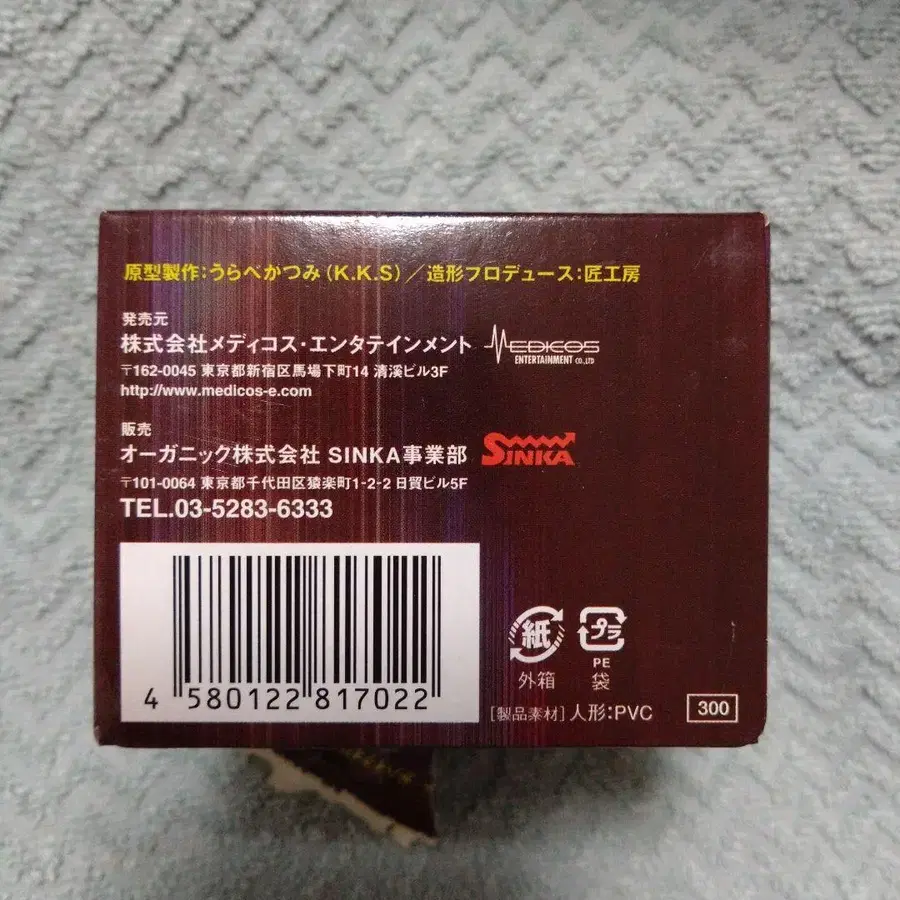 原型製作：うらべかつみ（K.K.S）／造形プロデュース：匠工房
発売元
株式会社メディコス・エンタテインメント MEDICOS ENTERTAINMENT CO.,LTD
〒162-0045 東京都新宿区馬場下町14 清溪ビル3F
http://www.medicos-e.com
販売
オーガニック株式会社 SINKA事業部 SINKA
〒101-0064 東京都千代田区猿楽町1-2-2 日貿ビル5F
TEL.03-5283-6333
4 580122 817022
紙 外箱
プラ PE 袋
［製品素材］人形：PVC 300